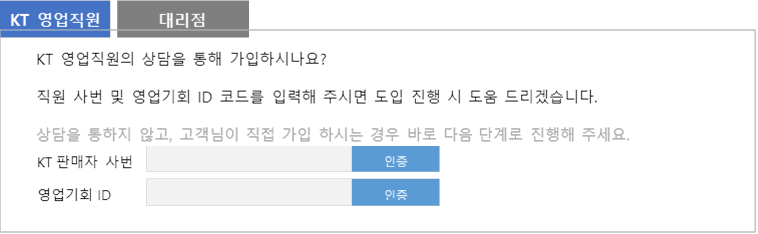 KT 영업직원 대리점
KT 영업직원의 상담을 통해 가입하시나요?
직원 사번 및 영업기회 ID 코드를 입력해 주시면 도입 진행 시 도움 드리겠습니다.
상담을 통하지 않고, 고객님이 직접 가입 하시는 경우 바로 다음 단계로 진행해 주세요.
KT 판매자 사번 인증
영업기회 ID 인증